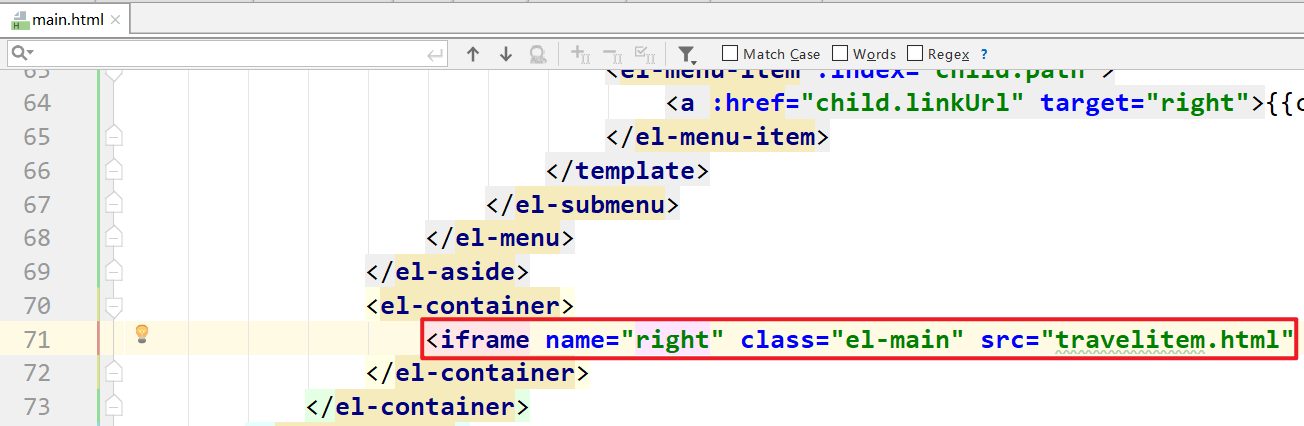 main.html
Match Case Words Regex ?
63 <el-menu-item :index="child.path">
64 <a :href="child.linkUrl" target="right">{{c
65 </el-menu-item>
66 </template>
67 </el-submenu>
68 </el-menu>
69 </el-aside>
70 <el-container>
71 <iframe name="right" class="el-main" src="travelitem.html"
72 </el-container>
73 </el-container>